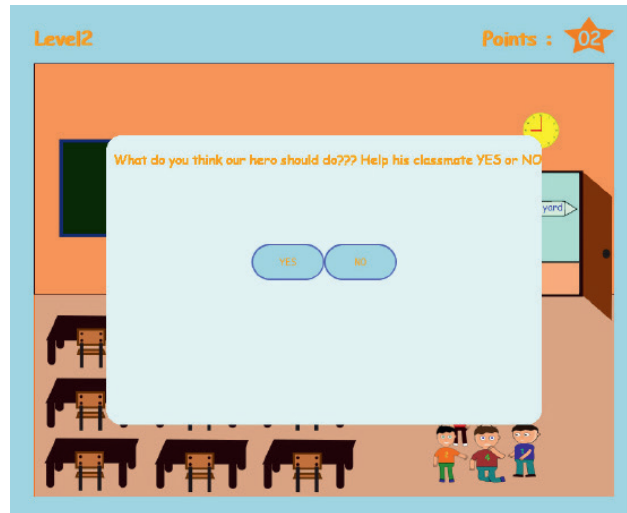 Level2
Points : 02
What do you think our hero should do??? Help his classmate YES or NO
yard
YES
NO